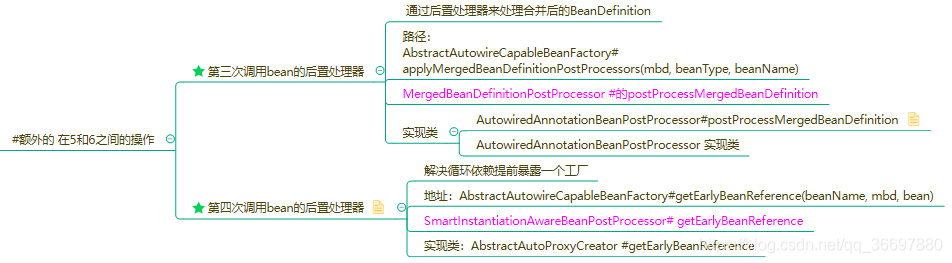 通过后置处理器来处理合并后的BeanDefinition
路径：
AbstractAutowireCapableBeanFactory#
applyMergedBeanDefinitionPostProcessors(mbd, beanType, beanName)
第三次调用bean的后置处理器
MergedBeanDefinitionPostProcessor #的postProcessMergedBeanDefinition
实现类
AutowiredAnnotationBeanPostProcessor#postProcessMergedBeanDefinition
AutowiredAnnotationBeanPostProcessor 实现类
#额外的 在5和6之间的操作
解决循环依赖提前暴露一个工厂
地址：AbstractAutowireCapableBeanFactory#getEarlyBeanReference(beanName, mbd, bean)
第四次调用bean的后置处理器
SmartInstantiationAwareBeanPostProcessor# getEarlyBeanReference
实现类：AbstractAutoProxyCreator #getEarlyBeanReference
blog.csdn.net/qq_36697880